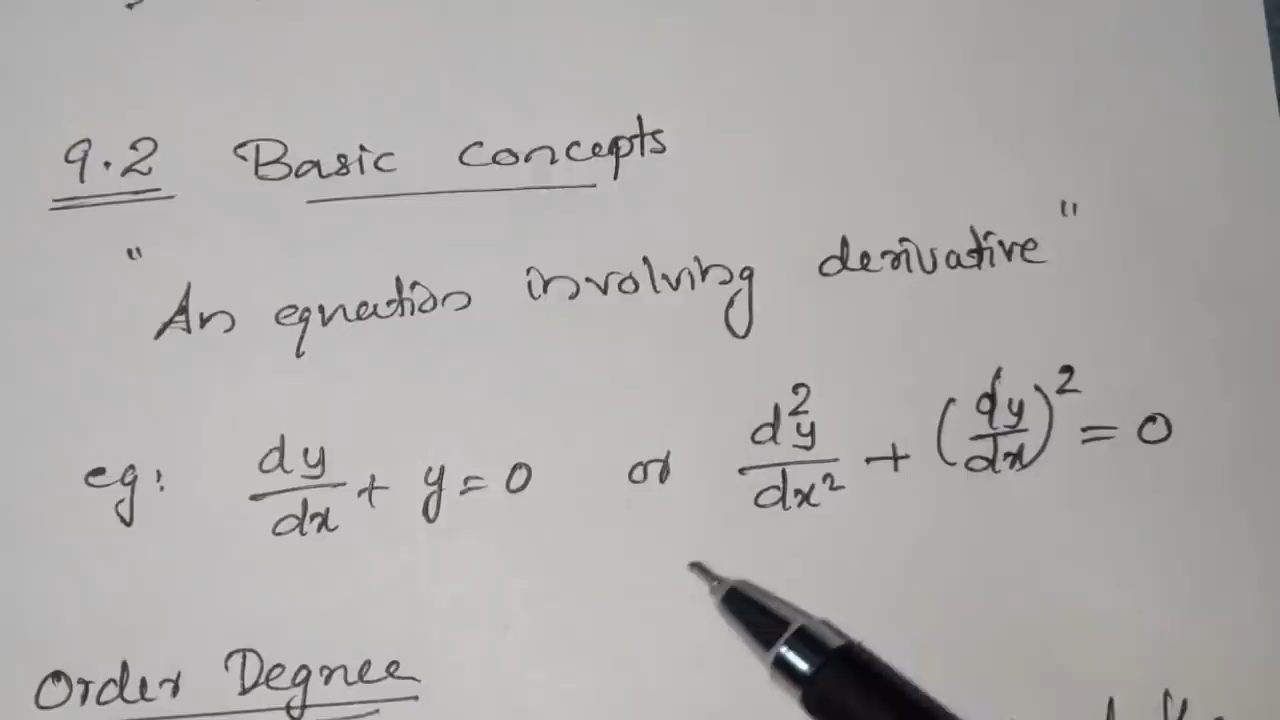 9.2 Basic concepts
"An equation involving derivative"
eg: dy/dx + y = 0 or d²y/dx² + (dy/dx)² = 0
Order Degree